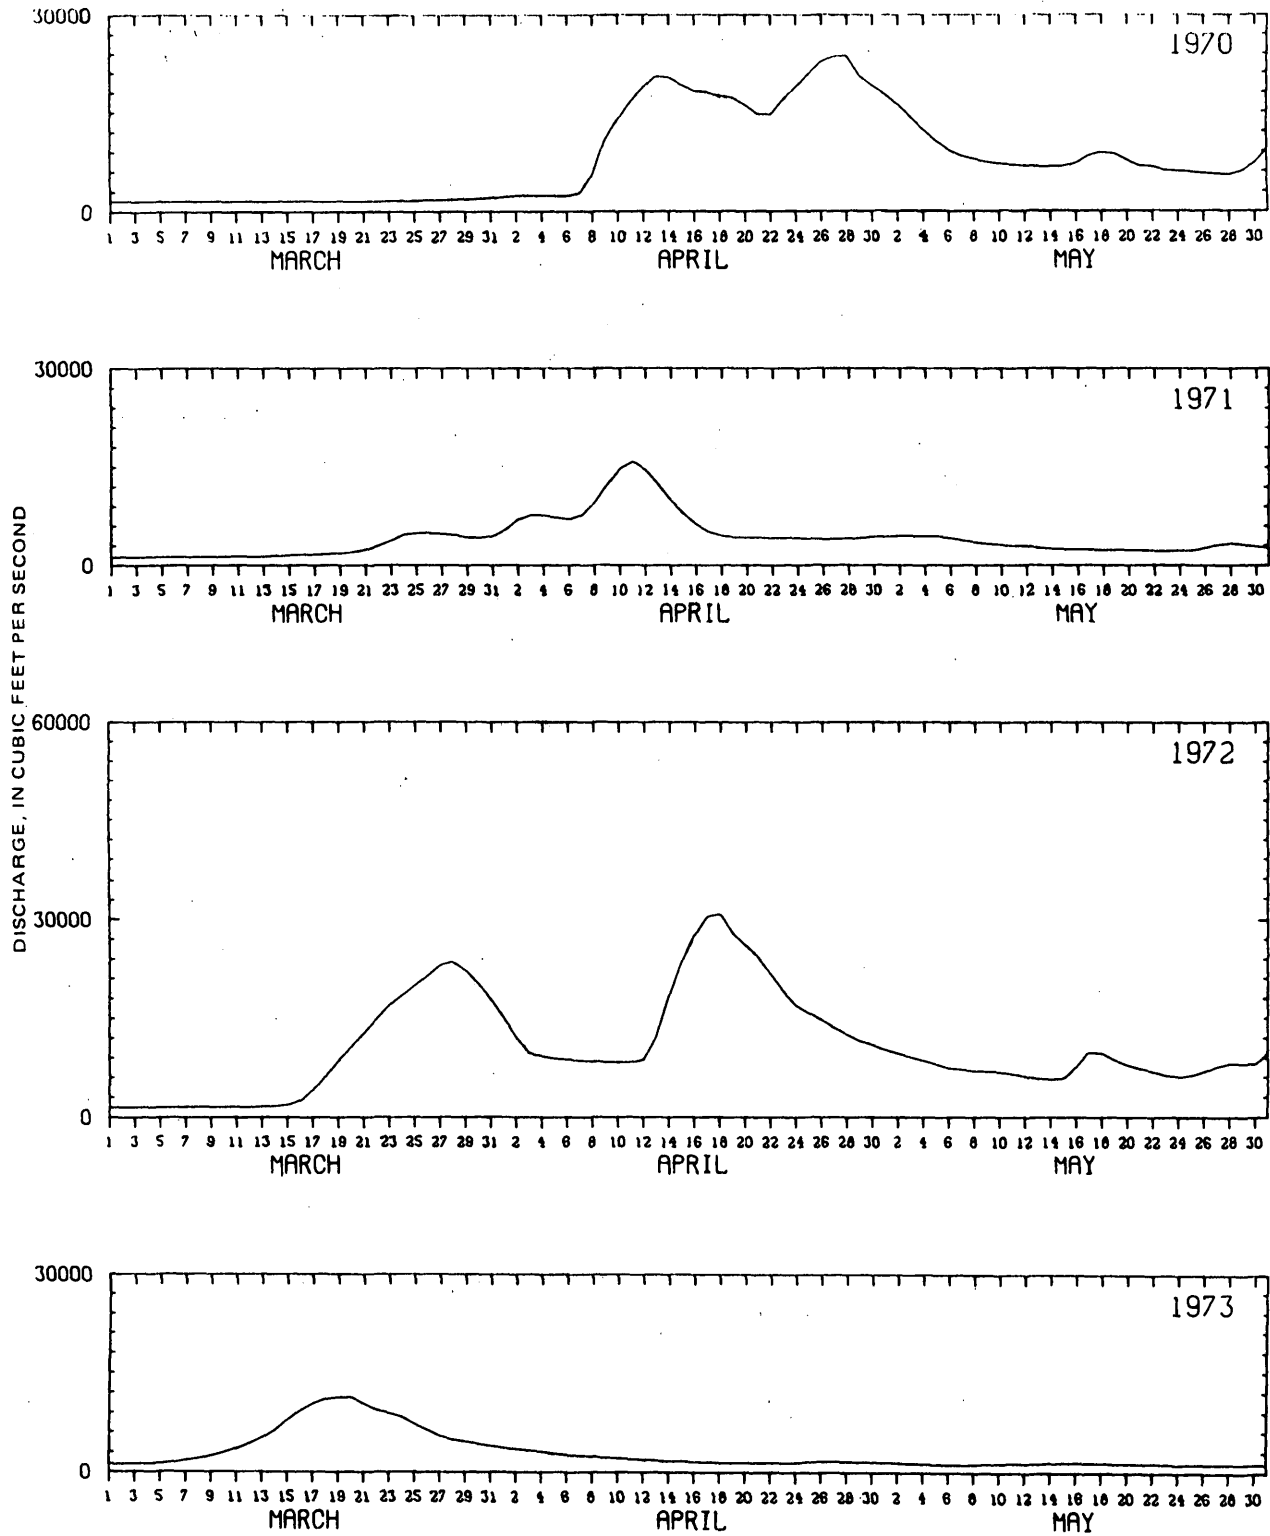 DISCHARGE, IN CUBIC FEET PER SECOND
30000
1970
0
1 3 5 7 9 11 13 15 17 19 21 23 25 27 29 31 2 4 6 8 10 12 14 16 18 20 22 24 26 28 30 2 4 6 8 10 12 14 16 18 20 22 24 26 28 30
MARCH APRIL MAY
30000
1971
0
1 3 5 7 9 11 13 15 17 19 21 23 25 27 29 31 2 4 6 8 10 12 14 16 18 20 22 24 26 28 30 2 4 6 8 10 12 14 16 18 20 22 24 26 28 30
MARCH APRIL MAY
60000
1972
30000
0
1 3 5 7 9 11 13 15 17 19 21 23 25 27 29 31 2 4 6 8 10 12 14 16 18 20 22 24 26 28 30 2 4 6 8 10 12 14 16 18 20 22 24 26 28 30
MARCH APRIL MAY
30000
1973
0
1 3 5 7 9 11 13 15 17 19 21 23 25 27 29 31 2 4 6 8 10 12 14 16 18 20 22 24 26 28 30 2 4 6 8 10 12 14 16 18 20 22 24 26 28 30
MARCH APRIL MAY